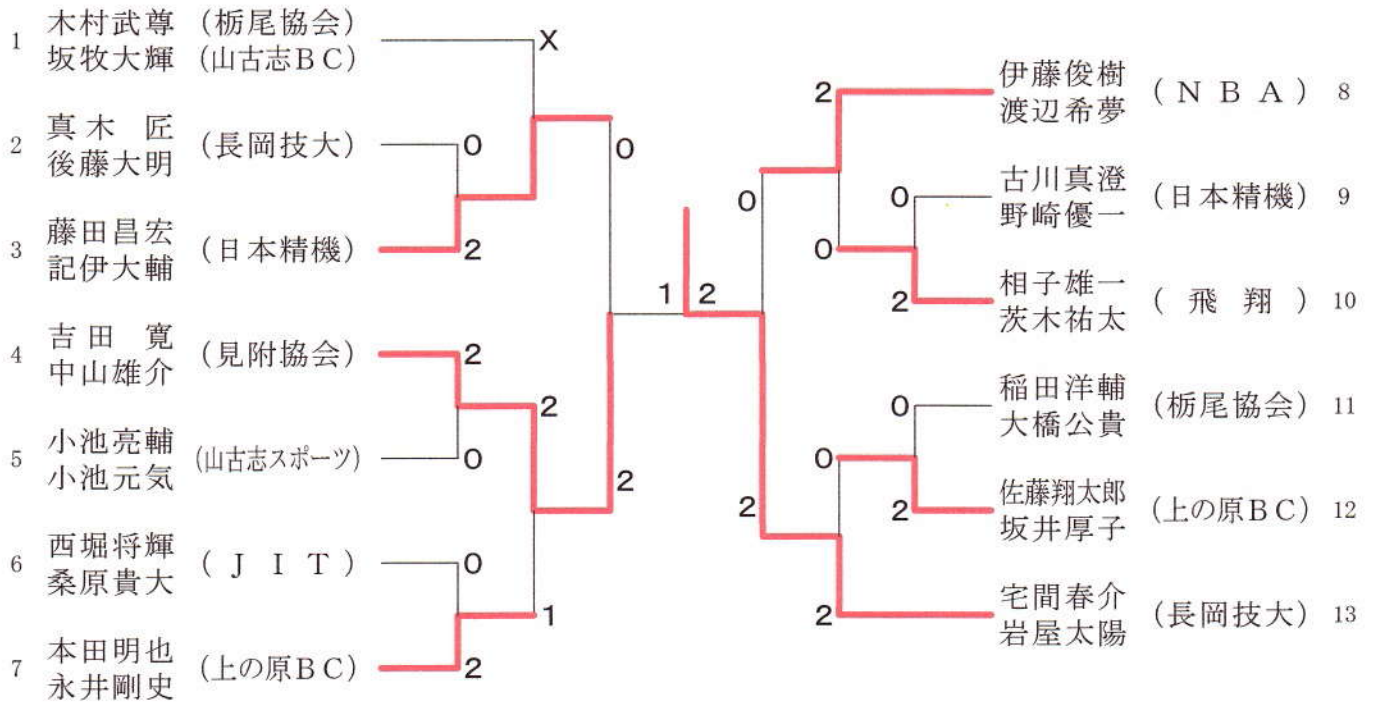 1 木村武尊 (栃尾協会)
坂牧大輝 (山古志BC)
X
2 真木 匠
後藤大明 (長岡技大)
0
0
3 藤田昌宏
記伊大輔 (日本精機)
2
4 吉田 寛
中山雄介 (見附協会)
2
2
5 小池亮輔
小池元気 (山古志スポーツ)
0
2
6 西堀将輝
桑原貴大 (JIT)
0
1
7 本田明也
永井剛史 (上の原BC)
2
1 2
伊藤俊樹
渡辺希夢 (NBA) 8
2
0
古川真澄
野崎優一 (日本精機) 9
0
0
相子雄一
茨木祐太 (飛翔) 10
2
稲田洋輔
大橋公貴 (栃尾協会) 11
0
0
佐藤翔太郎
坂井厚子 (上の原BC) 12
2
2
宅間春介
岩屋太陽 (長岡技大) 13
2